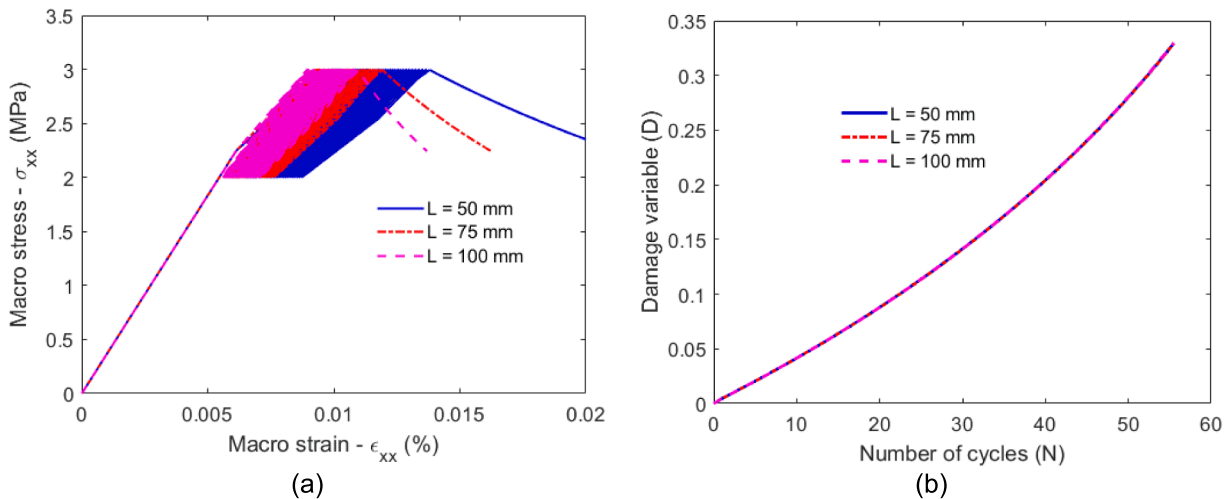 3.5
3
2.5
2
1.5
1
0.5
0
Macro stress - σxx (MPa)
L = 50 mm
L = 75 mm
L = 100 mm
0
0.005
0.01
0.015
0.02
Macro strain - ϵxx (%)
(a)
0.35
0.3
0.25
0.2
0.15
0.1
0.05
0
Damage variable (D)
L = 50 mm
L = 75 mm
L = 100 mm
0
10
20
30
40
50
60
Number of cycles (N)
(b)